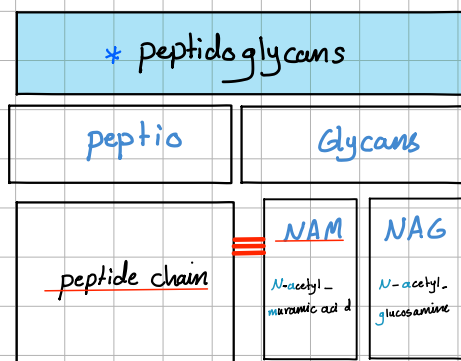 * peptidoglycans
peptio
Glycans
peptide chain
NAM
N-acetyl_
muramic acid
NAG
N-acetyl_
glucosamine